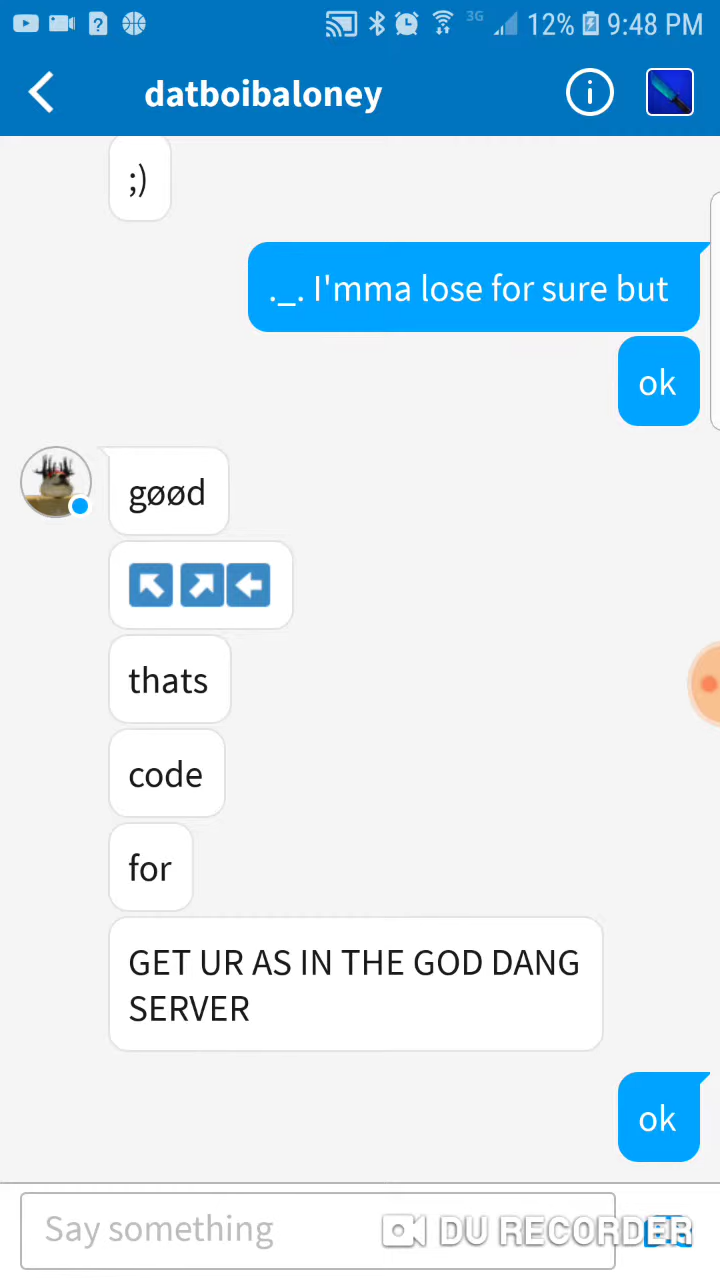 3G 12% 9:48 PM
datboibaloney
;)
._. I'mma lose for sure but
ok
gøød
↖↗⬅
thats
code
for
GET UR AS IN THE GOD DANG
SERVER
ok
Say something
DU RECORDER